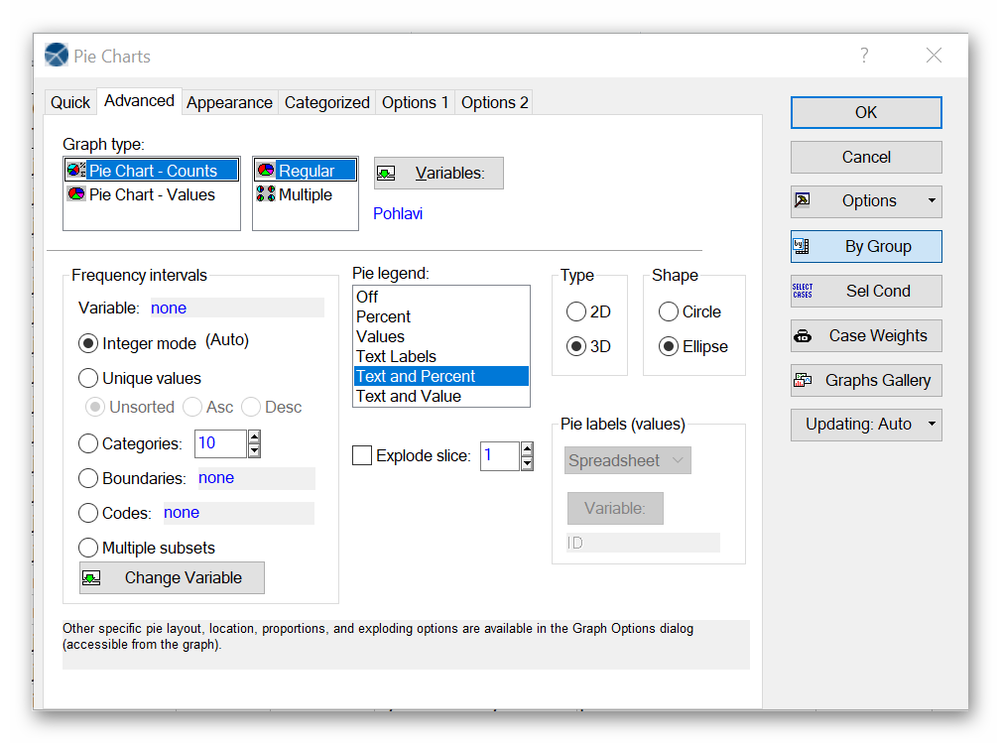 Pie Charts
?
Quick Advanced Appearance Categorized Options 1 Options 2
OK
Cancel
Options
By Group
SELECT CASES Sel Cond
Case Weights
Graphs Gallery
Updating: Auto
Graph type:
Pie Chart - Counts
Pie Chart - Values
Regular
Multiple
Variables:
Pohlavi
Frequency intervals
Variable: none
Integer mode (Auto)
Unique values
Unsorted Asc Desc
Categories: 10
Boundaries: none
Codes: none
Multiple subsets
Change Variable
Pie legend:
Off
Percent
Values
Text Labels
Text and Percent
Text and Value
Explode slice: 1
Type
2D
3D
Shape
Circle
Ellipse
Pie labels (values)
Spreadsheet
Variable:
ID
Other specific pie layout, location, proportions, and exploding options are available in the Graph Options dialog
(accessible from the graph).